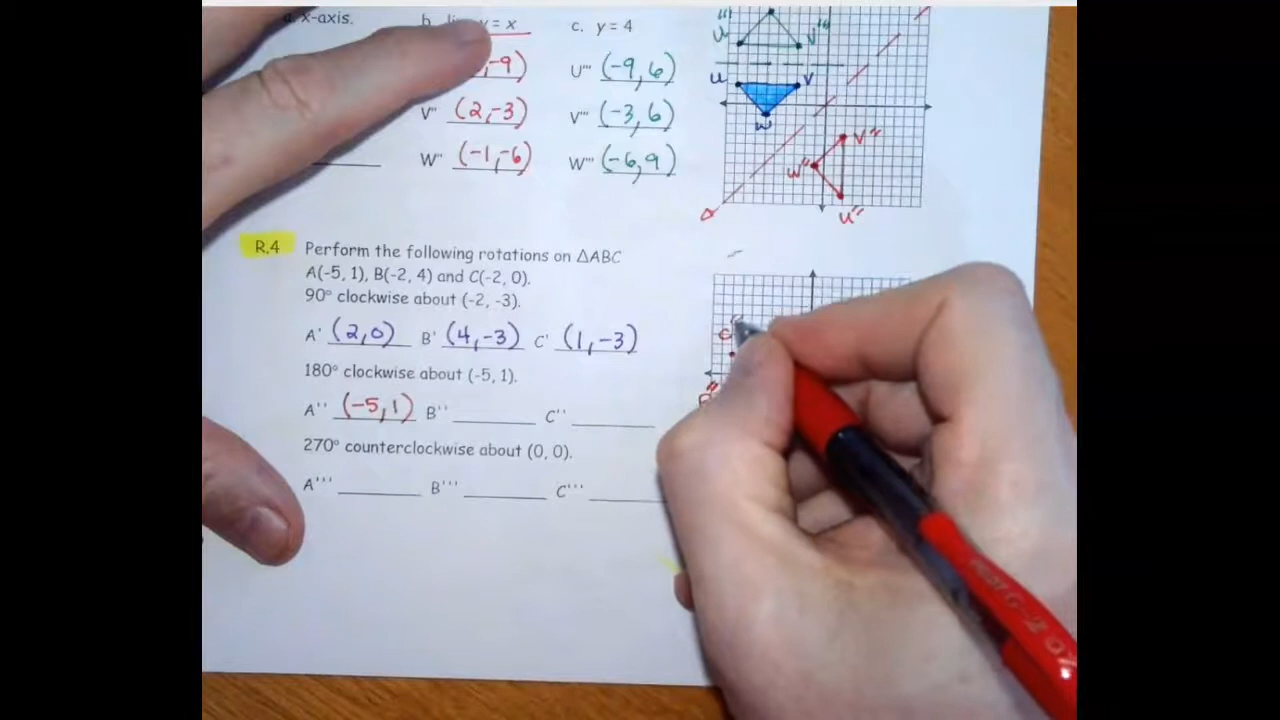 x-axis. b. y = x c. y = 4
-9) U''' (-9, 6)
V'' (2, -3) V''' (-3, 6)
W'' (-1, -6) W''' (-6, 9)
U''' V'''
U V
W
V''
W''
U''
R.4 Perform the following rotations on ΔABC
A(-5, 1), B(-2, 4) and C(-2, 0).
90° clockwise about (-2, -3).
A' (2, 0) B' (4, -3) C' (1, -3)
180° clockwise about (-5, 1).
A'' (-5, 1) B'' C''
270° counterclockwise about (0, 0).
A''' B''' C'''
C''